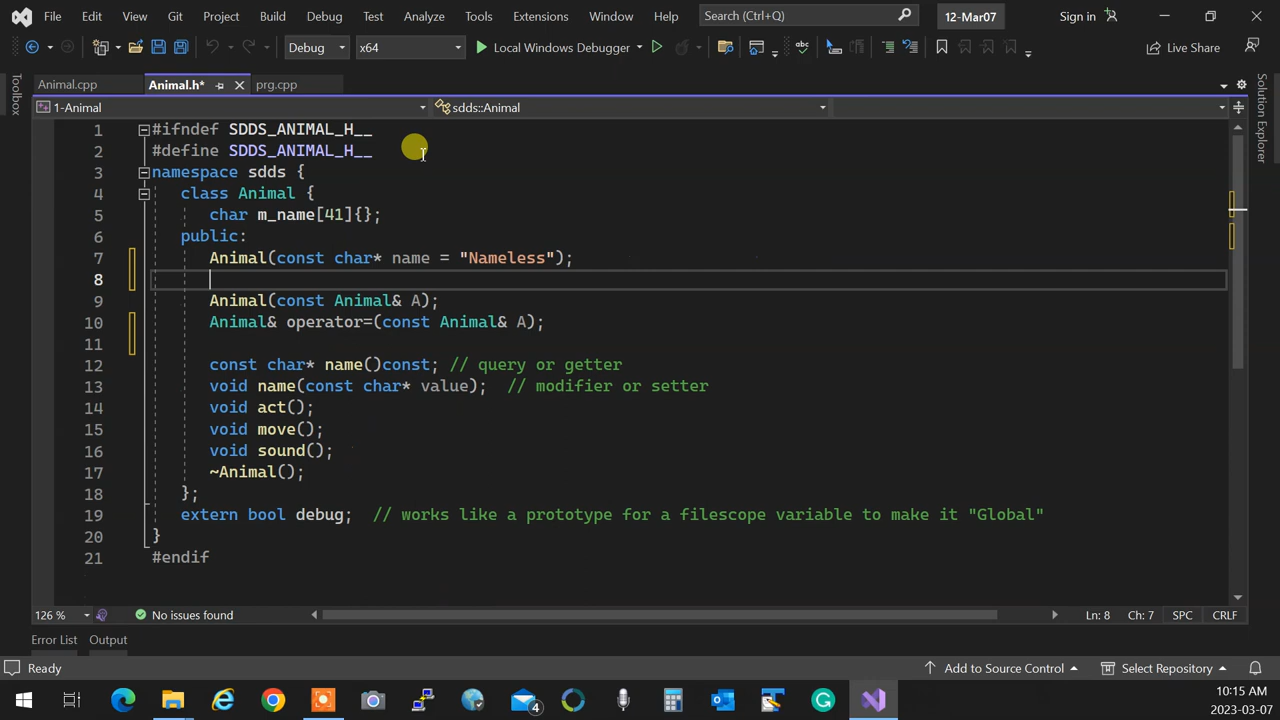 File Edit View Git Project Build Debug Test Analyze Tools Extensions Window Help Search (Ctrl+Q) 12-Mar07 Sign in
Debug x64 Local Windows Debugger Live Share
Animal.cpp Animal.h* prg.cpp
1-Animal sdds::Animal
Toolbox
Solution Explorer
1 #ifndef SDDS_ANIMAL_H__
2 #define SDDS_ANIMAL_H__
3 namespace sdds {
4 class Animal {
5 char m_name[41]{};
6 public:
7 Animal(const char* name = "Nameless");
8
9 Animal(const Animal& A);
10 Animal& operator=(const Animal& A);
11
12 const char* name()const; // query or getter
13 void name(const char* value); // modifier or setter
14 void act();
15 void move();
16 void sound();
17 ~Animal();
18 };
19 extern bool debug; // works like a prototype for a filescope variable to make it "Global"
20 }
21 #endif
126 % No issues found Ln: 8 Ch: 7 SPC CRLF
Error List Output
Ready Add to Source Control Select Repository
4
10:15 AM
2023-03-07